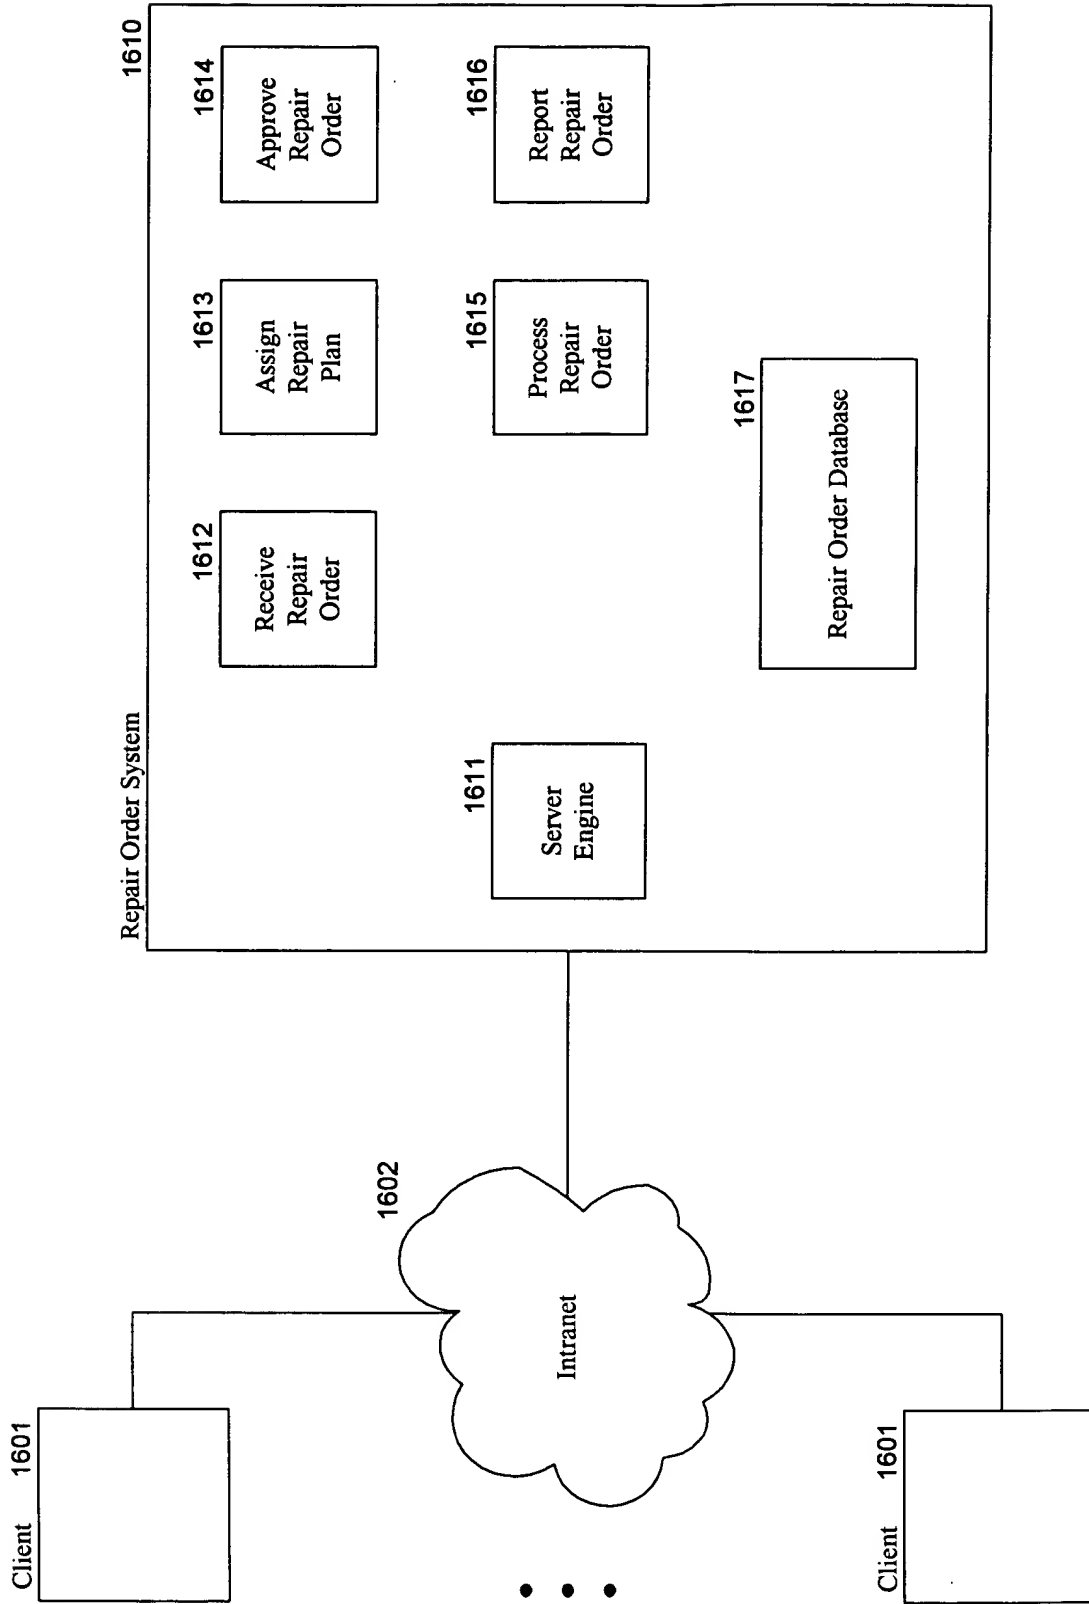 Repair Order System
1610
1612
Receive
Repair
Order
1613
Assign
Repair
Plan
1614
Approve
Repair
Order
1611
Server
Engine
1615
Process
Repair
Order
1616
Report
Repair
Order
1617
Repair Order Database
Client 1601
1602
Intranet
Client 1601